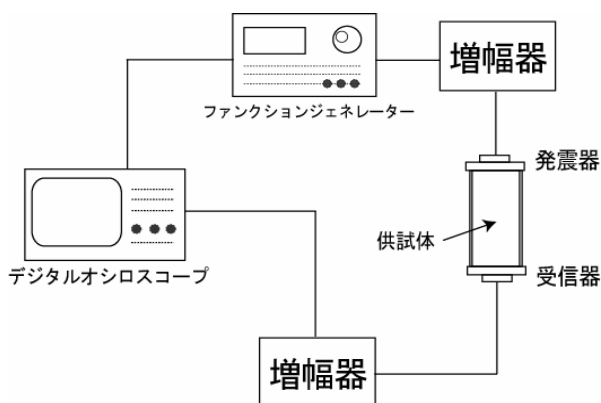 ファンクションジェネレーター
増幅器
発震器
供試体
受信器
デジタルオシロスコープ
増幅器